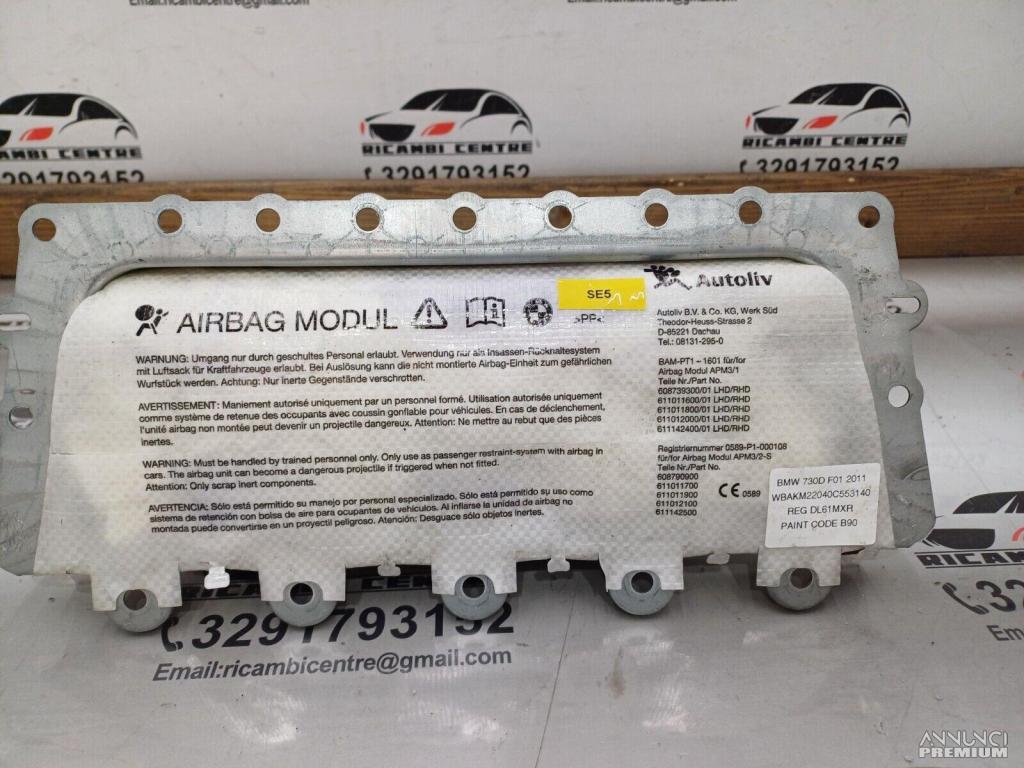 Email:ricambicentre@gmail.com
RICAMBI CENTRE
3291793152
RICAMBI CENTRE
3291793152
RICAMBI CENTRE
3291793152
AIRBAG MODUL
SE5
>PP<
Autoliv
Autoliv B.V. & Co. KG, Werk Süd
Theodor-Heuss-Strasse 2
D-85221 Dachau
Tel.: 08131-295-0
BAM-PT1 - 1601 für/for
Airbag Modul APM3/1
Teile Nr./Part No.
608739300/01 LHD/RHD
611011600/01 LHD/RHD
611011800/01 LHD/RHD
611012000/01 LHD/RHD
611142400/01 LHD/RHD
Registriernummer 0589-P1-000108
für/for Airbag Modul APM3/2-S
Teile Nr./Part No.
608790900
611011700
611011900
611012100
611142500
CE 0589
WARNUNG: Umgang nur durch geschultes Personal erlaubt. Verwendung nur als Insassen-Rückhaltesystem
mit Luftsack für Kraftfahrzeuge erlaubt. Bei Auslösung kann die nicht montierte Airbag-Einheit zum gefährlichen
Wurfstück werden. Achtung: Nur inerte Gegenstände verschrotten.
AVERTISSEMENT: Maniement autorisé uniquement par un personnel formé. Utilisation autorisée uniquement
comme système de retenue des occupants avec coussin gonflable pour véhicules. En cas de déclenchement,
l'unité airbag non montée peut devenir un projectile dangereux. Attention: Ne mettre au rebut que des pièces
inertes.
WARNING: Must be handled by trained personnel only. Only use as passenger restraint-system with airbag in
cars. The airbag unit can become a dangerous projectile if triggered when not fitted.
Attention: Only scrap inert components.
AVERTENCIA: Sólo está permitido su manejo por personal especializado. Sólo está permitido su uso como
sistema de retención con bolsa de aire para ocupantes de vehículos. Al inflarse la unidad de airbag no
montada puede convertirse en un proyectil peligroso. Atención: Desguace sólo objetos inertes.
BMW 730D F01 2011
WBAKM22040C553140
REG DL61MXR
PAINT CODE B90
3291793152
Email:ricambicentre@gmail.com
RICAMBI
ANNUNCI
PREMIUM